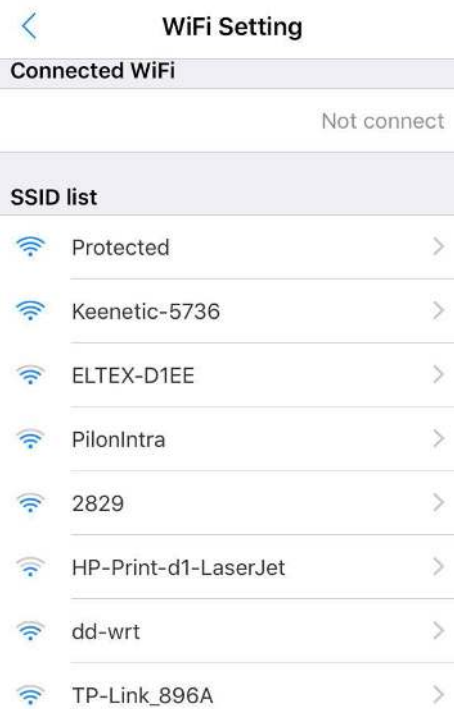 WiFi Setting
Connected WiFi
Not connect
SSID list
Protected
Keenetic-5736
ELTEX-D1EE
PilonIntra
2829
HP-Print-d1-LaserJet
dd-wrt
TP-Link_896A